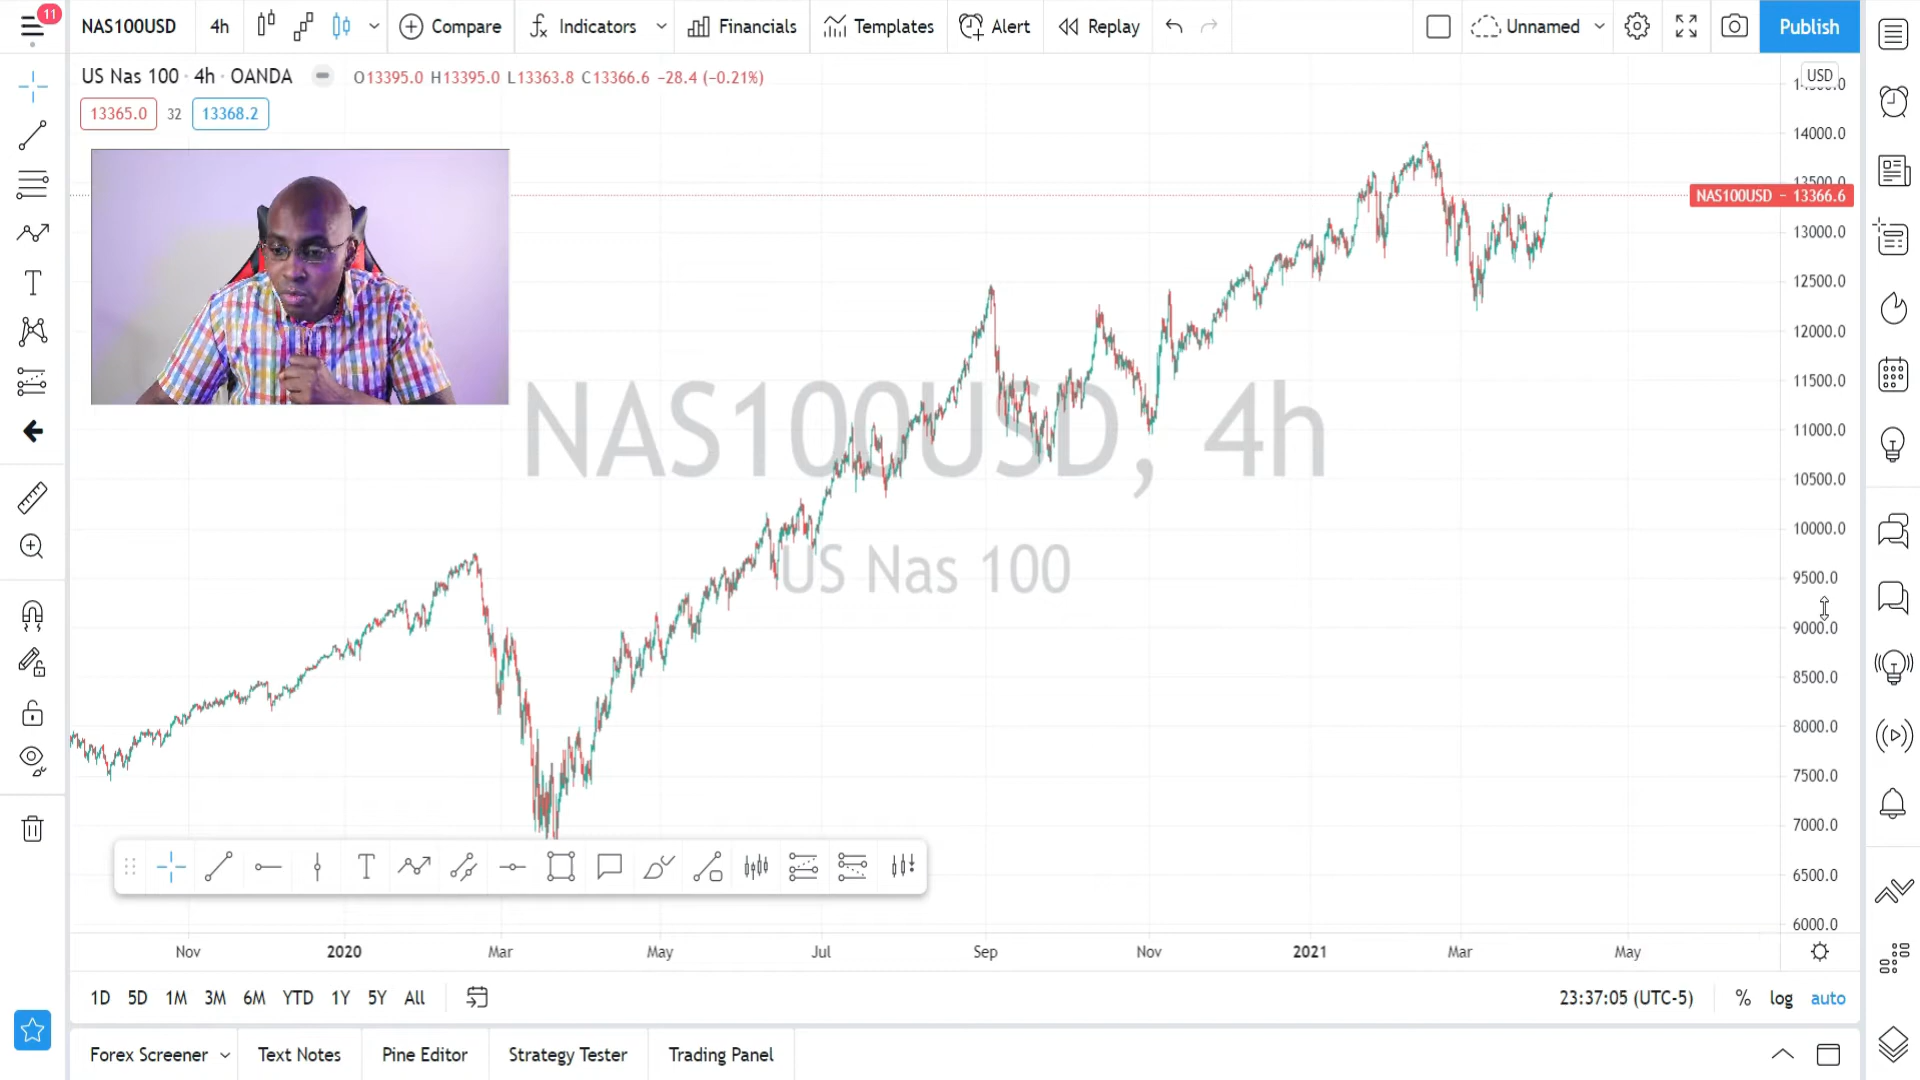 11
NAS100USD 4h Compare Indicators Financials Templates Alert Replay Unnamed Publish
US Nas 100 · 4h · OANDA O13395.0 H13395.0 L13363.8 C13366.6 −28.4 (−0.21%)
USD
13365.0 32 13368.2
14000.0
13500.0
NAS100USD 13366.6
13000.0
12500.0
12000.0
11500.0
NAS100USD, 4h
11000.0
10500.0
10000.0
US Nas 100
9500.0
9000.0
8500.0
8000.0
7500.0
7000.0
6500.0
6000.0
Nov 2020 Mar May Jul Sep Nov 2021 Mar May
1D 5D 1M 3M 6M YTD 1Y 5Y All 23:37:05 (UTC-5) % log auto
Forex Screener Text Notes Pine Editor Strategy Tester Trading Panel